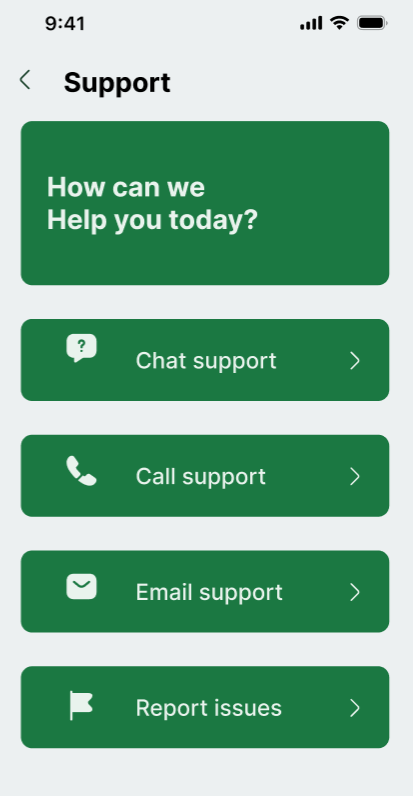 9:41
Support
How can we
Help you today?
?
Chat support
Call support
Email support
Report issues